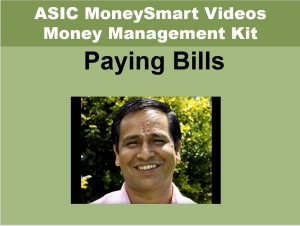 ASIC MoneySmart Videos
Money Management Kit
Paying Bills